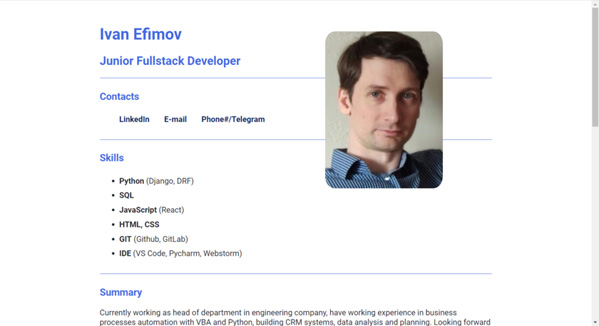 Ivan Efimov
Junior Fullstack Developer
Contacts
LinkedIn E-mail Phone#/Telegram
Skills
• Python (Django, DRF)
• SQL
• JavaScript (React)
• HTML, CSS
• GIT (Github, GitLab)
• IDE (VS Code, Pycharm, Webstorm)
Summary
Currently working as head of department in engineering company, have working experience in business
processes automation with VBA and Python, building CRM systems, data analysis and planning. Looking forward